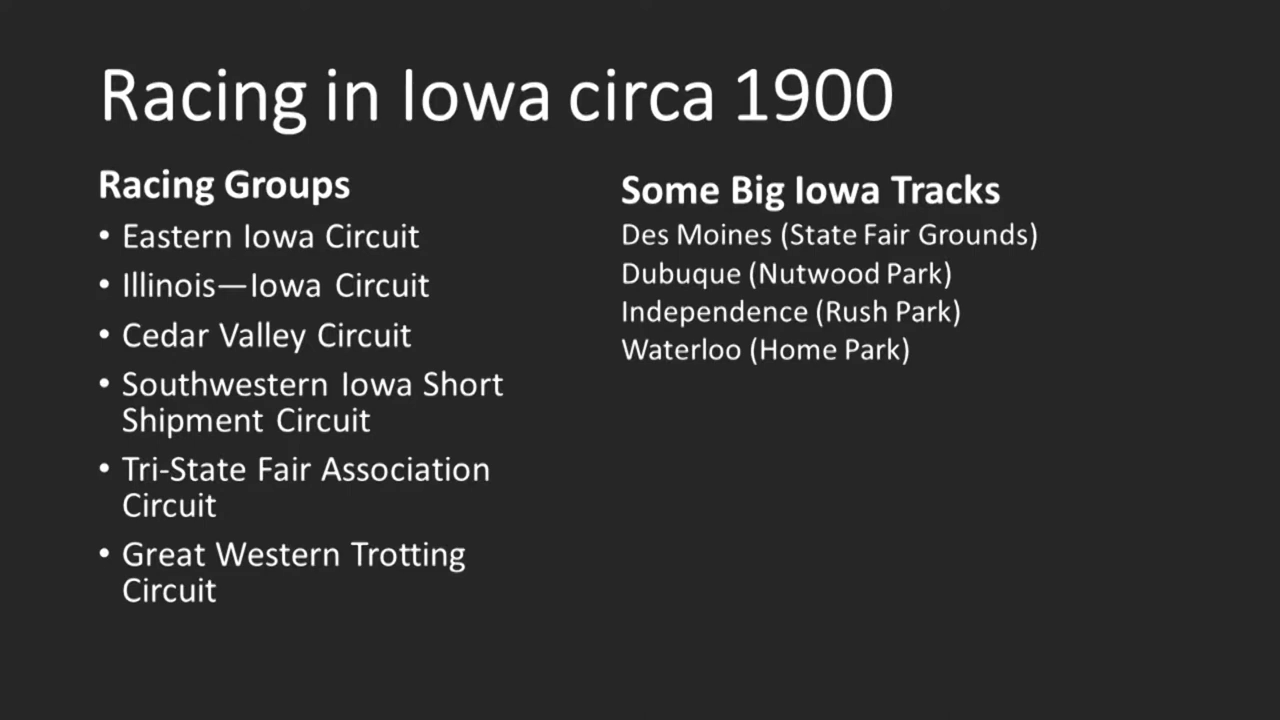 Racing in Iowa circa 1900
Racing Groups
• Eastern Iowa Circuit
• Illinois—Iowa Circuit
• Cedar Valley Circuit
• Southwestern Iowa Short
Shipment Circuit
• Tri-State Fair Association
Circuit
• Great Western Trotting
Circuit
Some Big Iowa Tracks
Des Moines (State Fair Grounds)
Dubuque (Nutwood Park)
Independence (Rush Park)
Waterloo (Home Park)